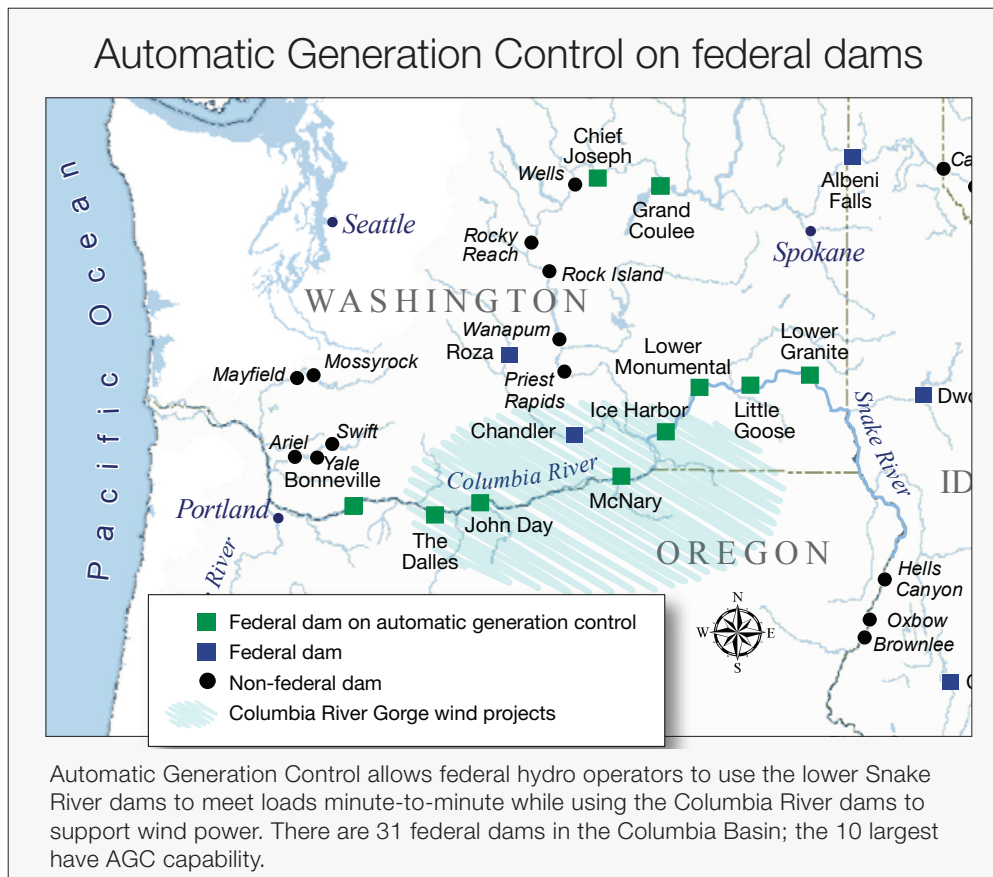 Automatic Generation Control on federal dams
Pacific Ocean
Seattle
WASHINGTON
Wells
Chief
Joseph
Grand
Coulee
Albeni
Falls
Ca
Spokane
Rocky
Reach
Rock Island
Wanapum
Roza
Priest
Rapids
Lower
Monumental
Lower
Granite
Mayfield
Mossyrock
Ice Harbor
Little
Goose
Dwo
Snake River
ID
Chandler
Swift
Ariel
Yale
Bonneville
Columbia River
McNary
Portland
The
Dalles
John Day
OREGON
River
Hells
Canyon
Oxbow
Brownlee
N
W
E
S
Federal dam on automatic generation control
Federal dam
Non-federal dam
Columbia River Gorge wind projects
Automatic Generation Control allows federal hydro operators to use the lower Snake
River dams to meet loads minute-to-minute while using the Columbia River dams to
support wind power. There are 31 federal dams in the Columbia Basin; the 10 largest
have AGC capability.